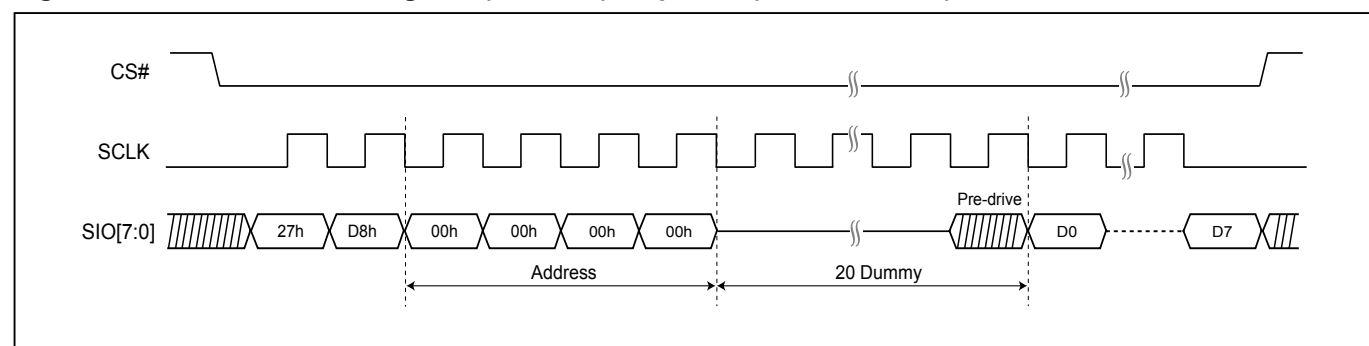 CS#
SCLK
Pre-drive
SIO[7:0] 27h D8h 00h 00h 00h 00h D0 D7
Address 20 Dummy